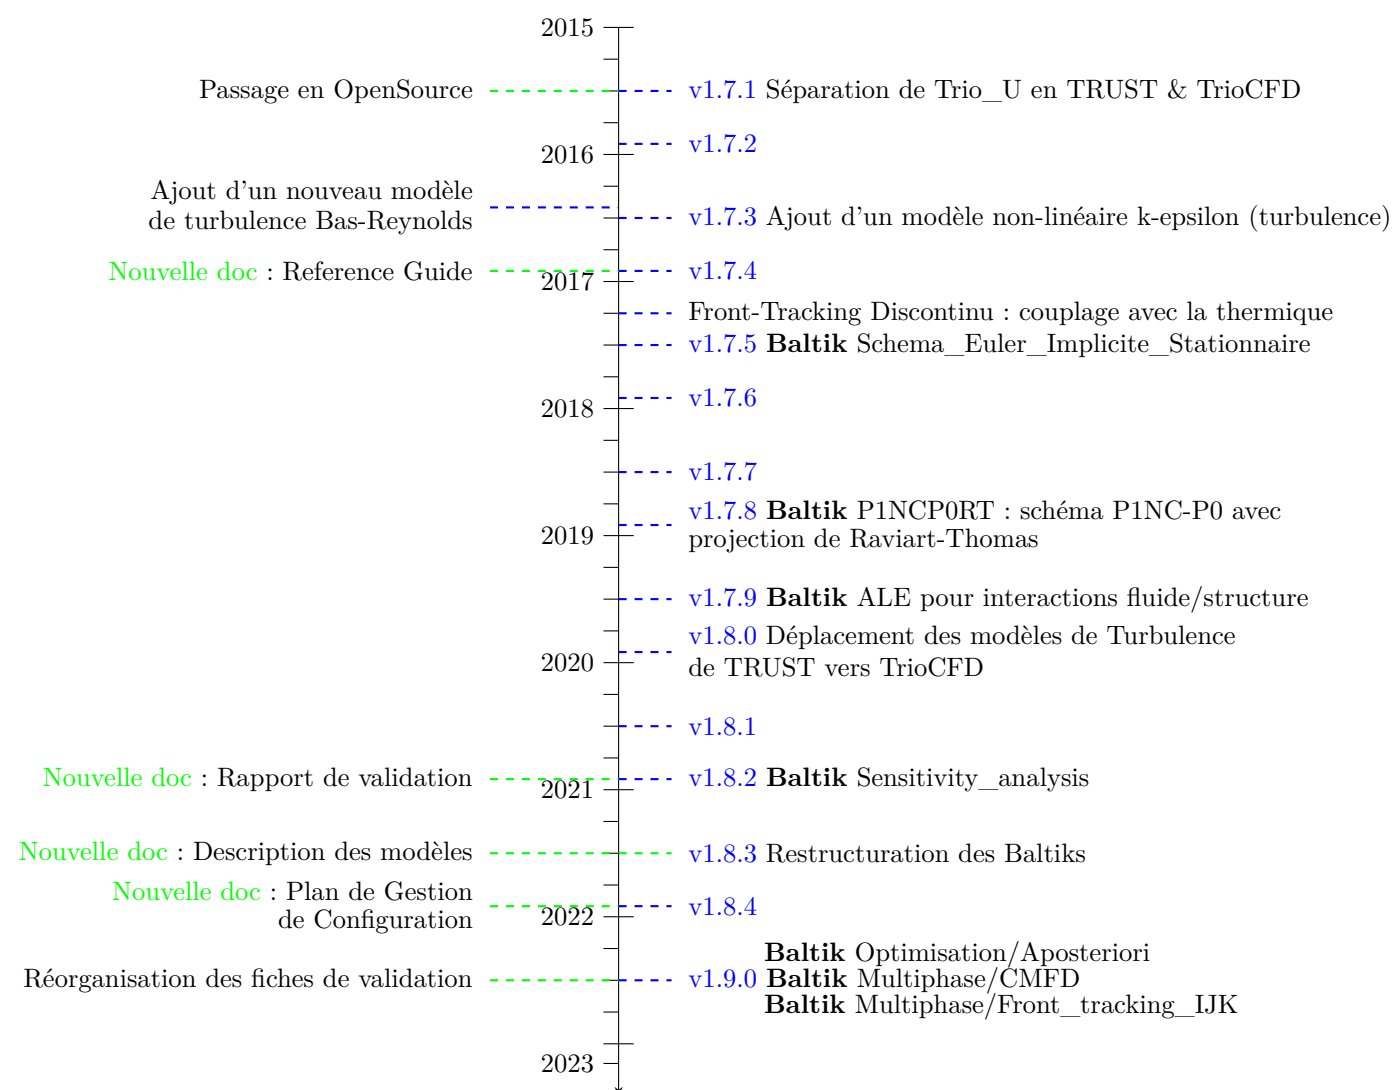 2015
Passage en OpenSource
v1.7.1 Séparation de Trio_U en TRUST & TrioCFD
v1.7.2
2016
Ajout d'un nouveau modèle
de turbulence Bas-Reynolds
v1.7.3 Ajout d'un modèle non-linéaire k-epsilon (turbulence)
Nouvelle doc : Reference Guide
v1.7.4
2017
Front-Tracking Discontinu : couplage avec la thermique
v1.7.5 Baltik Schema_Euler_Implicite_Stationnaire
v1.7.6
2018
v1.7.7
v1.7.8 Baltik P1NCP0RT : schéma P1NC-P0 avec
projection de Raviart-Thomas
2019
v1.7.9 Baltik ALE pour interactions fluide/structure
v1.8.0 Déplacement des modèles de Turbulence
de TRUST vers TrioCFD
2020
v1.8.1
Nouvelle doc : Rapport de validation
v1.8.2 Baltik Sensitivity_analysis
2021
Nouvelle doc : Description des modèles
v1.8.3 Restructuration des Baltiks
Nouvelle doc : Plan de Gestion
de Configuration
v1.8.4
2022
Baltik Optimisation/Aposteriori
Réorganisation des fiches de validation
v1.9.0 Baltik Multiphase/CMFD
Baltik Multiphase/Front_tracking_IJK
2023